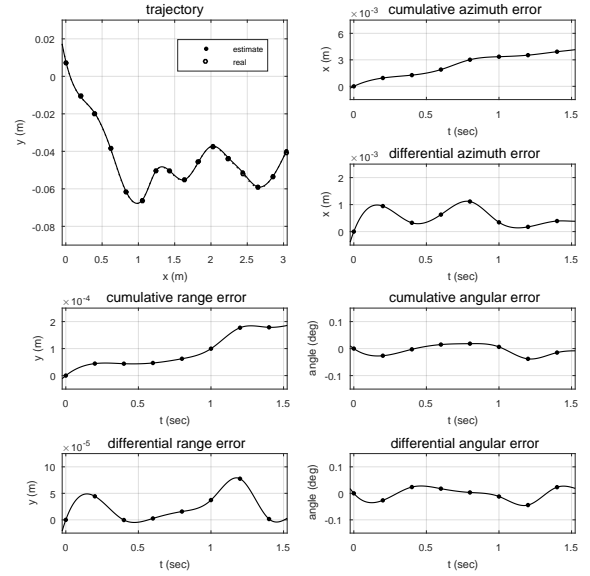 trajectory
0.02
0
-0.02
-0.04
-0.06
-0.08
y (m)
0 0.5 1 1.5 2 2.5 3
x (m)
estimate
real
cumulative azimuth error
×10⁻³
6
3
0
x (m)
0 0.5 1 1.5
t (sec)
differential azimuth error
×10⁻³
2
1
0
x (m)
0 0.5 1 1.5
t (sec)
cumulative range error
×10⁻⁴
2
1
0
y (m)
0 0.5 1 1.5
t (sec)
cumulative angular error
0.1
0
-0.1
angle (deg)
0 0.5 1 1.5
t (sec)
differential range error
×10⁻⁵
10
5
0
y (m)
0 0.5 1 1.5
t (sec)
differential angular error
0.1
0
-0.1
angle (deg)
0 0.5 1 1.5
t (sec)